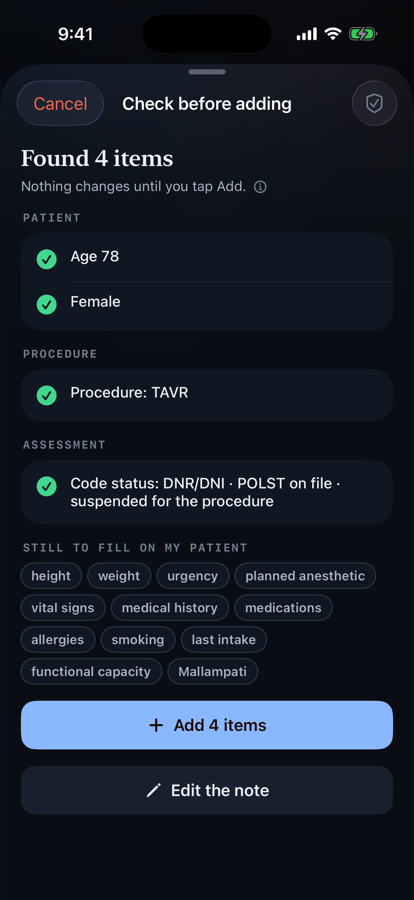 9:41
Cancel
Check before adding
Found 4 items
Nothing changes until you tap Add.
PATIENT
Age 78
Female
PROCEDURE
Procedure: TAVR
ASSESSMENT
Code status: DNR/DNI · POLST on file ·
suspended for the procedure
STILL TO FILL ON MY PATIENT
height weight urgency planned anesthetic
vital signs medical history medications
allergies smoking last intake
functional capacity Mallampati
+ Add 4 items
Edit the note